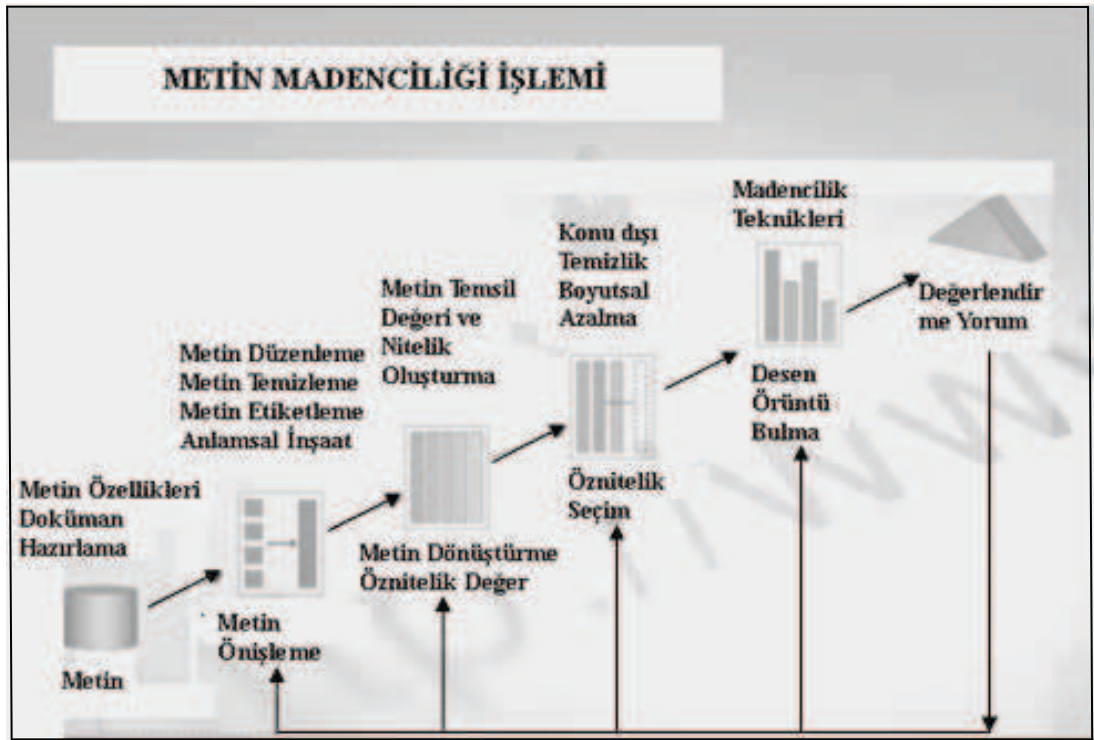 METİN MADENCİLİĞİ İŞLEMİ
Metin Özellikleri
Doküman
Hazırlama
Metin
Metin Düzenleme
Metin Temizleme
Metin Etiketleme
Anlamsal İnşaat
Metin
Önişleme
Metin Temsil
Değeri ve
Nitelik
Oluşturma
Metin Dönüştürme
Öznitelik Değer
Konu dışı
Temizlik
Boyutsal
Azalma
Öznitelik
Seçim
Madencilik
Teknikleri
Desen
Örüntü
Bulma
Değerlendir
me Yorum